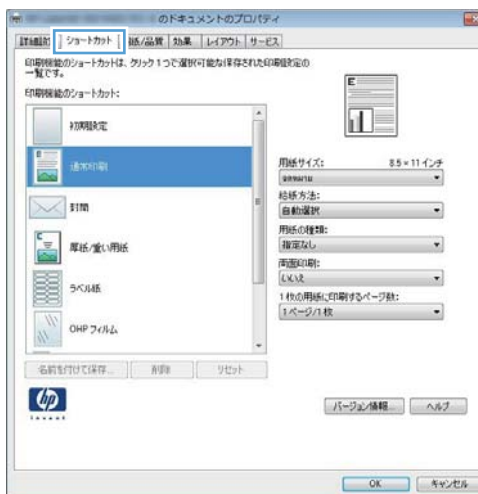 のドキュメントのプロパティ
詳細設定 ショートカット 用紙/品質 効果 レイアウト サービス
印刷機能のショートカットは、クリック1つで選択可能な保存された印刷設定の
一覧です。
印刷機能のショートカット:
初期設定
通常印刷
封筒
厚紙/重い用紙
ラベル紙
OHP フィルム
名前を付けて保存... 削除 リセット
E
用紙サイズ: 8.5 × 11 インチ
จดหมาย
給紙方法:
自動選択
用紙の種類:
指定なし
両面印刷:
いいえ
1 枚の用紙に印刷するページ数:
1 ページ/1 枚
hp
invent
バージョン情報... ヘルプ
OK キャンセル